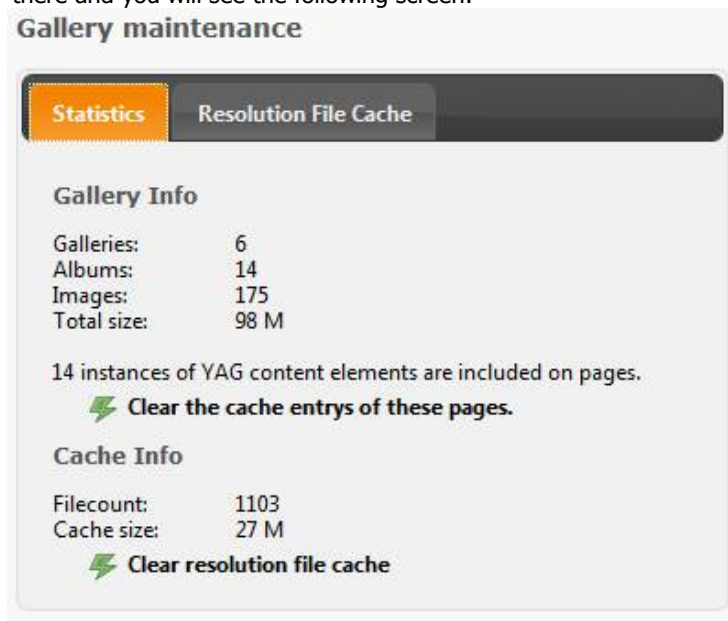 there and you will see the following screen.
Gallery maintenance
Statistics Resolution File Cache
Gallery Info
Galleries: 6
Albums: 14
Images: 175
Total size: 98 M
14 instances of YAG content elements are included on pages.
Clear the cache entrys of these pages.
Cache Info
Filecount: 1103
Cache size: 27 M
Clear resolution file cache